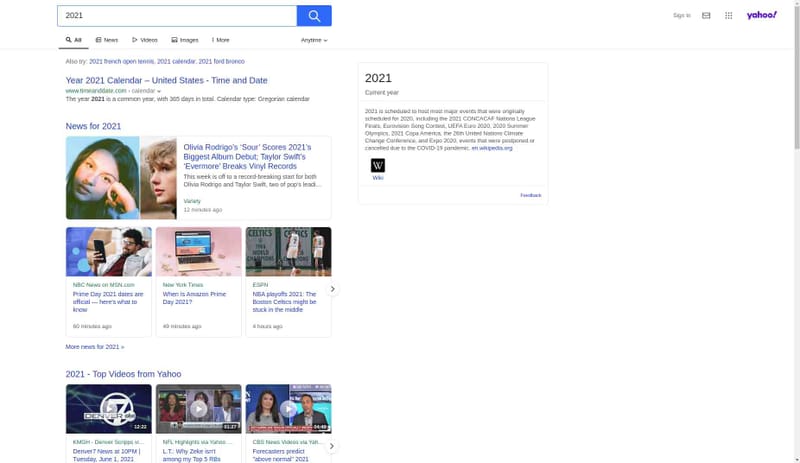 2021
Sign In
yahoo!
All
News
Videos
Images
More
Anytime
Also try: 2021 french open tennis, 2021 calendar, 2021 ford bronco
Year 2021 Calendar – United States - Time and Date
www.timeanddate.com › calendar
The year 2021 is a common year, with 365 days in total. Calendar type: Gregorian calendar
News for 2021
Olivia Rodrigo's 'Sour' Scores 2021's
Biggest Album Debut; Taylor Swift's
'Evermore' Breaks Vinyl Records
This week is off to a record-breaking start for both
Olivia Rodrigo and Taylor Swift, two of pop's leadi...
Variety
12 minutes ago
NBC News on MSN.com
Prime Day 2021 dates are
official — here's what to
know
60 minutes ago
New York Times
When Is Amazon Prime
Day 2021?
49 minutes ago
CELTICS
ESPN
NBA playoffs 2021: The
Boston Celtics might be
stuck in the middle
4 hours ago
More news for 2021 »
2021 - Top Videos from Yahoo
DENVER
12:22
KMGH - Denver Scripps vi...
Denver7 News at 10PM |
Tuesday, June 1, 2021
01:27
NFL Highlights via Yahoo ...
L.T.: Why Zeke isn't
among my Top 5 RBs
04:49
CBS News Videos via Yah...
Forecasters predict
"above normal" 2021
2021
Current year
2021 is scheduled to host most major events that were originally
scheduled for 2020, including the 2021 CONCACAF Nations League
Finals, Eurovision Song Contest, UEFA Euro 2020, 2020 Summer
Olympics, 2021 Copa America, the 26th United Nations Climate
Change Conference, and Expo 2020, events that were postponed or
cancelled due to the COVID-19 pandemic. en.wikipedia.org
W
Wiki
Feedback